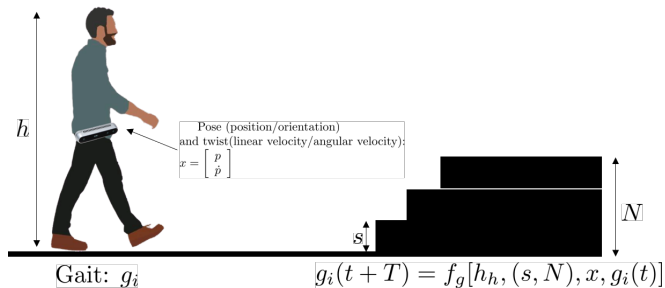 h
Pose (position/orientation)
and twist(linear velocity/angular velocity):
x = [ p
ṗ ]
s
N
Gait: g_i
g_i(t + T) = f_g[h_h, (s, N), x, g_i(t)]